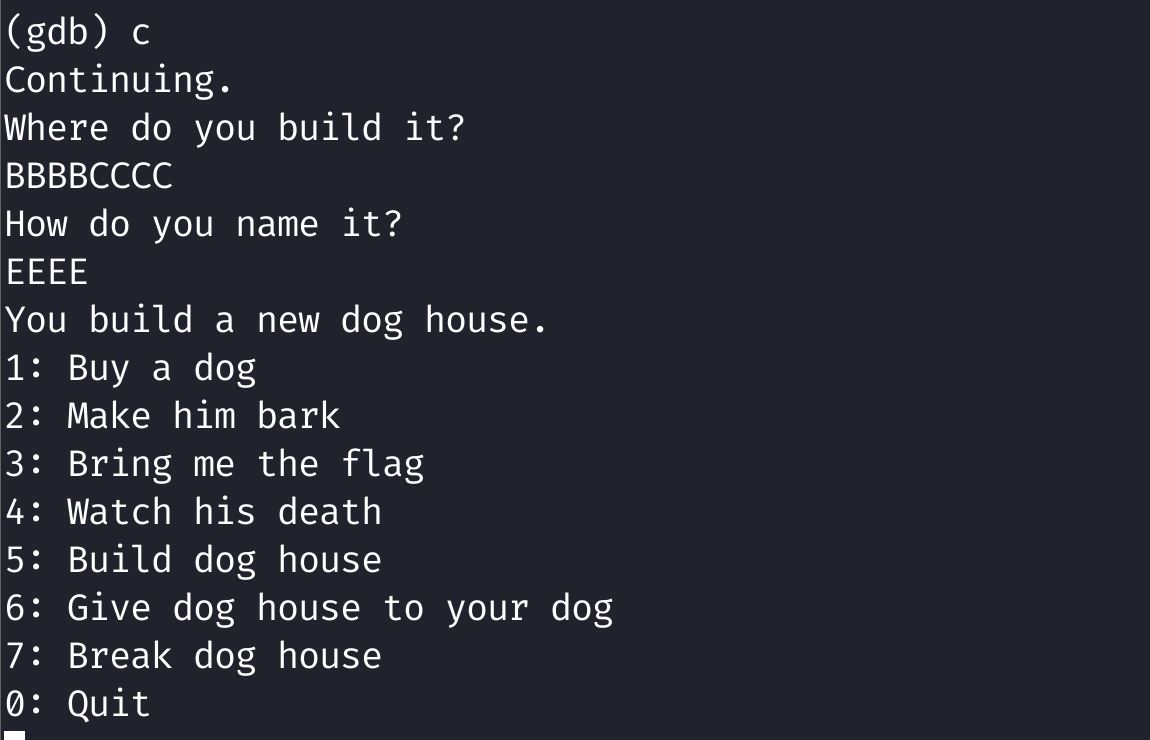 (gdb) c
Continuing.
Where do you build it?
BBBBCCCC
How do you name it?
EEEE
You build a new dog house.
1: Buy a dog
2: Make him bark
3: Bring me the flag
4: Watch his death
5: Build dog house
6: Give dog house to your dog
7: Break dog house
0: Quit